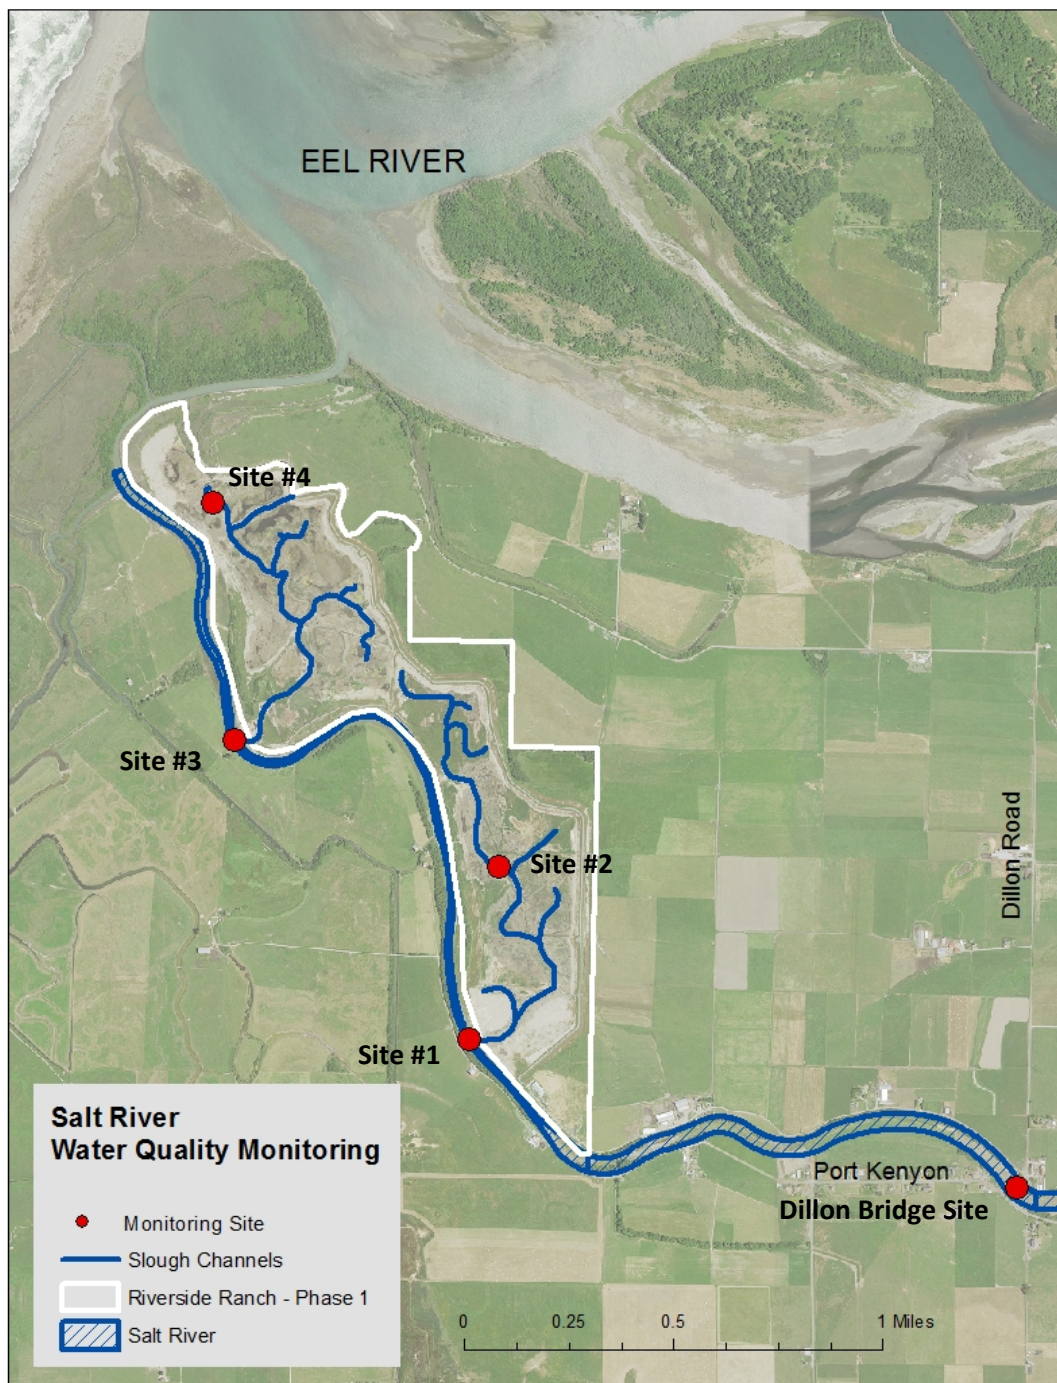 EEL RIVER
Site #4
Site #3
Dillon Road
Site #2
Site #1
Salt River
Water Quality Monitoring
Monitoring Site
Slough Channels
Riverside Ranch - Phase 1
Salt River
Port Kenyon
Dillon Bridge Site
0 0.25 0.5 1 Miles